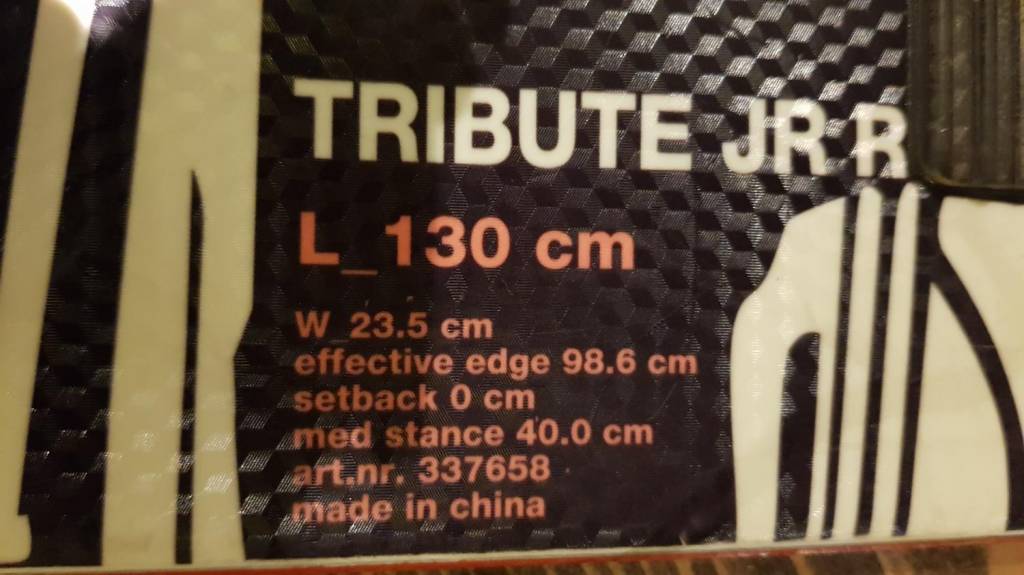 TRIBUTE JR R
L_130 cm
W_23.5 cm
effective edge 98.6 cm
setback 0 cm
med stance 40.0 cm
art.nr. 337658
made in china